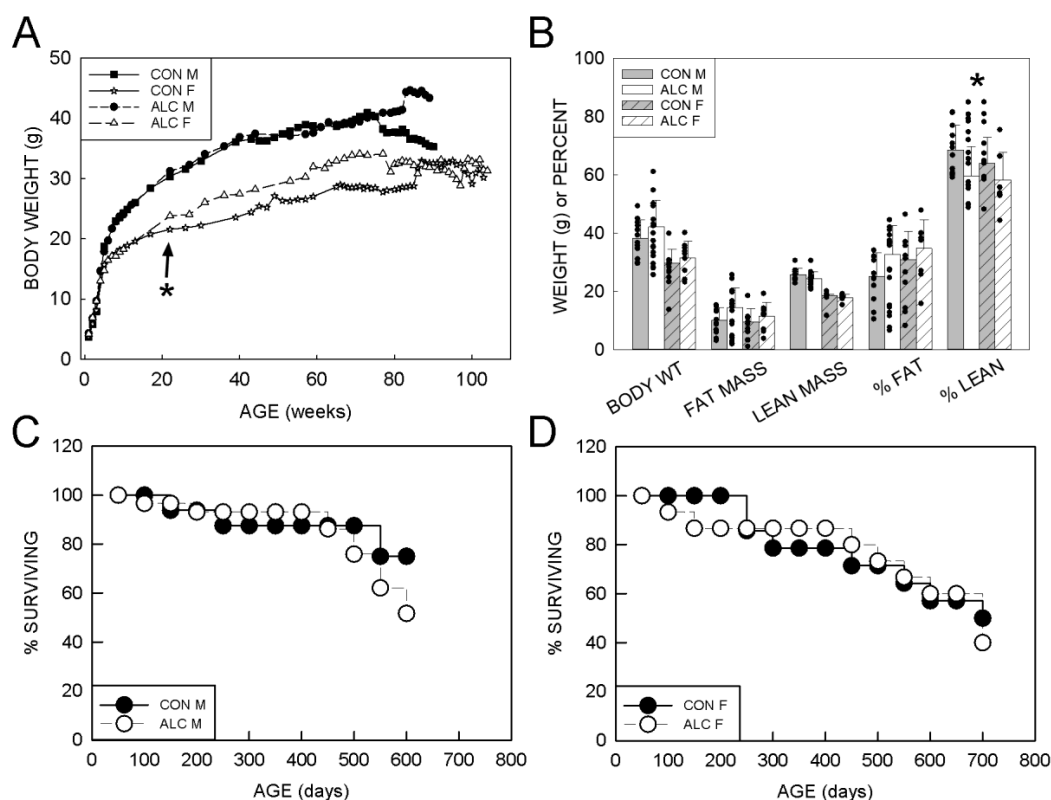 A
BODY WEIGHT (g)
50
40
30
20
10
0
CON M
CON F
ALC M
ALC F
*
0 20 40 60 80 100
AGE (weeks)
B
WEIGHT (g) or PERCENT
100
80
60
40
20
0
CON M
ALC M
CON F
ALC F
*
BODY WT
FAT MASS
LEAN MASS
% FAT
% LEAN
C
% SURVIVING
120
100
80
60
40
20
0
CON M
ALC M
0 100 200 300 400 500 600 700 800
AGE (days)
D
% SURVIVING
120
100
80
60
40
20
0
CON F
ALC F
0 100 200 300 400 500 600 700 800
AGE (days)